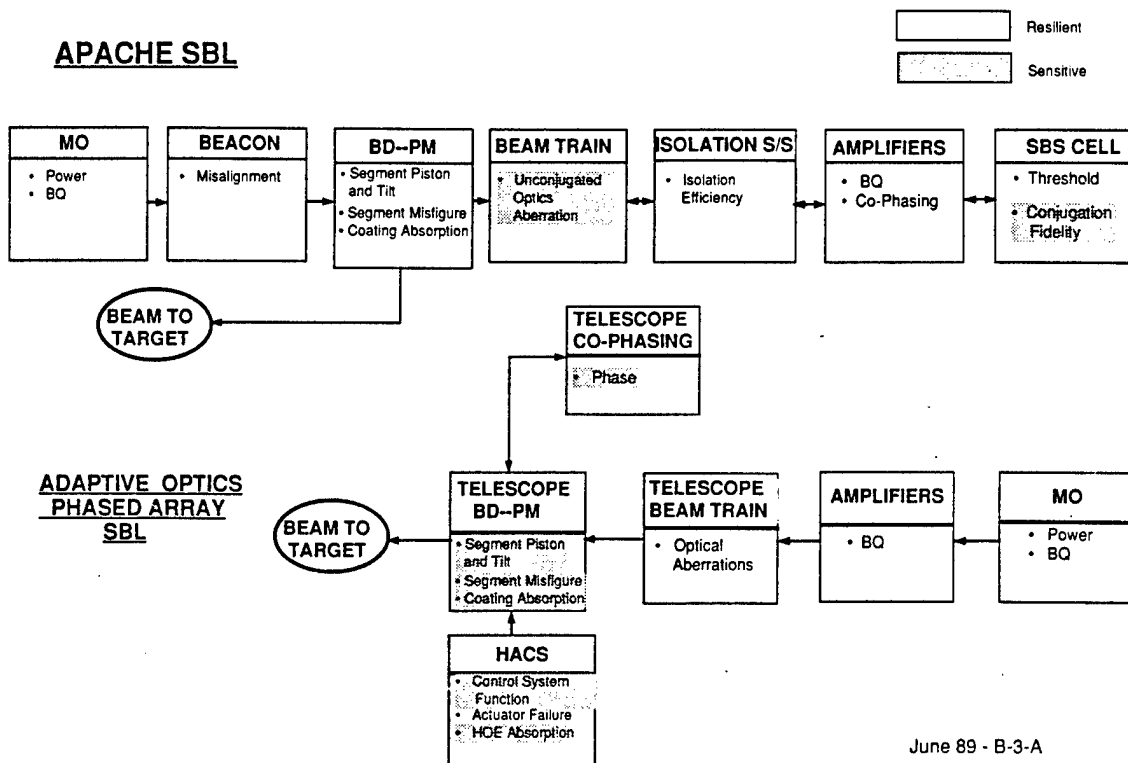 APACHE SBL
Resilient
Sensitive
MO
• Power
• BQ
BEACON
• Misalignment
BD--PM
• Segment Piston
and Tilt
• Segment Misfigure
• Coating Absorption
BEAM TRAIN
• Unconjugated
Optics
Aberration
ISOLATION S/S
• Isolation
Efficiency
AMPLIFIERS
• BQ
• Co-Phasing
SBS CELL
• Threshold
• Conjugation
Fidelity
BEAM TO
TARGET
TELESCOPE
CO-PHASING
• Phase
ADAPTIVE OPTICS
PHASED ARRAY
SBL
BEAM TO
TARGET
TELESCOPE
BD--PM
• Segment Piston
and Tilt
• Segment Misfigure
• Coating Absorption
TELESCOPE
BEAM TRAIN
• Optical
Aberrations
AMPLIFIERS
• BQ
MO
• Power
• BQ
HACS
• Control System
Function
• Actuator Failure
• HOE Absorption
June 89 - B-3-A